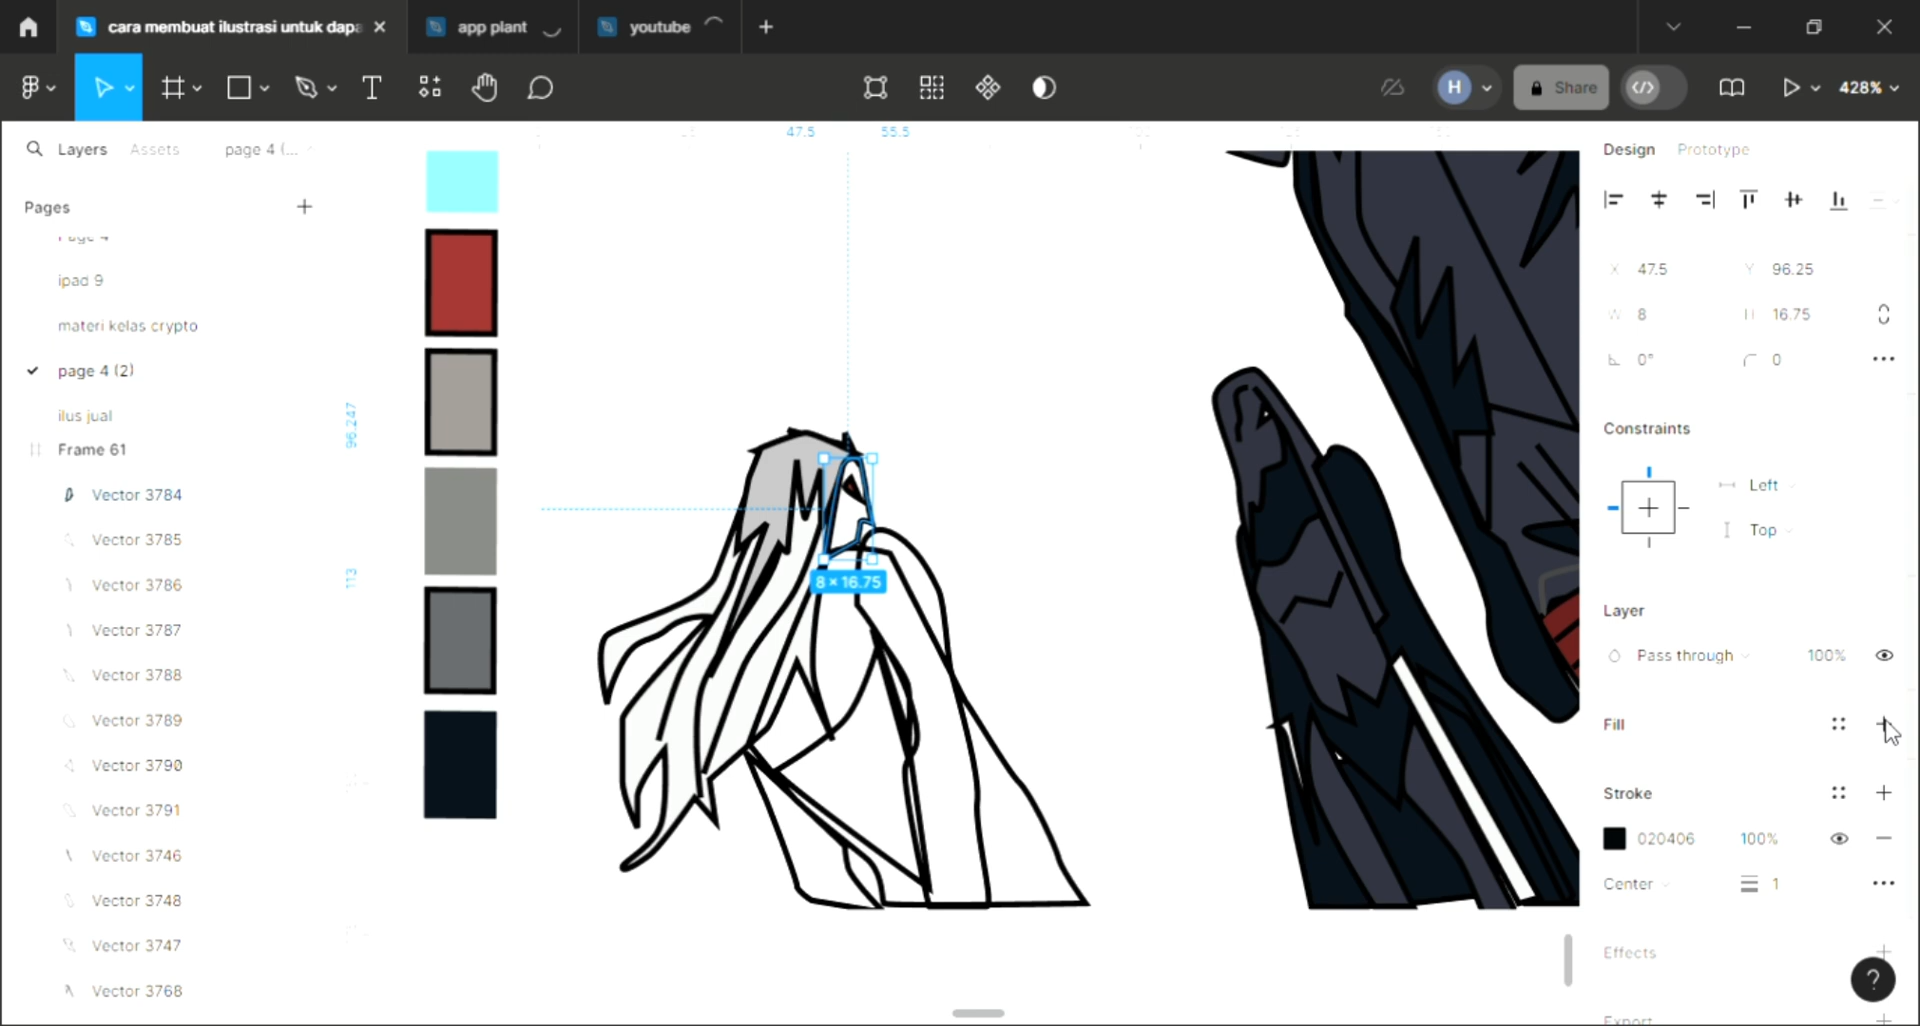 cara membuat ilustrasi untuk dapa
app plant
youtube
H
Share
428%
Layers
Assets
page 4 (...
Pages
Page 4
ipad 9
materi kelas crypto
page 4 (2)
ilus jual
Frame 61
Vector 3784
Vector 3785
Vector 3786
Vector 3787
Vector 3788
Vector 3789
Vector 3790
Vector 3791
Vector 3746
Vector 3748
Vector 3747
Vector 3768
47.5
55.5
96.247
113
8 × 16.75
Design
Prototype
X 47.5
Y 96.25
W 8
H 16.75
0°
0
Constraints
Left
Top
Layer
Pass through
100%
Fill
Stroke
020406
100%
Center
1
Effects
?
Export